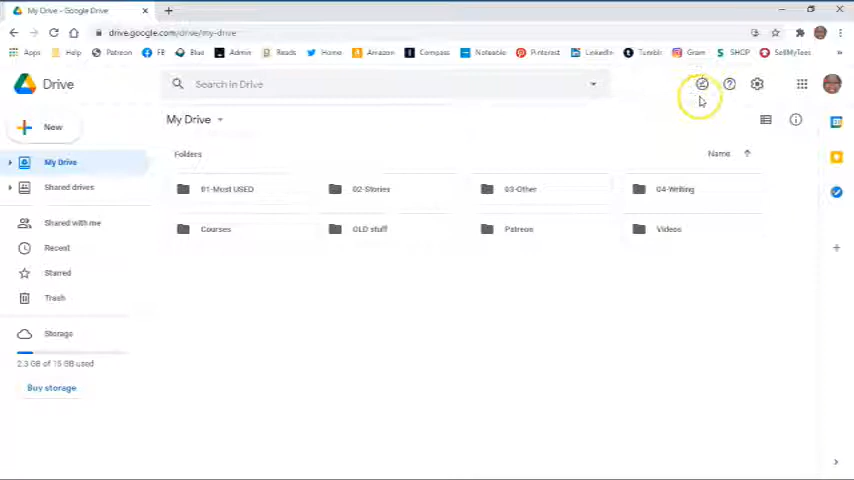 My Drive - Google Drive
drive.google.com/drive/my-drive
Apps Help Patreon FB Blue Admin Reads Home Amazon Compass Noteable Pinterest LinkedIn Tumblr Gram SHOP SellMyTees
Drive
Search in Drive
New
My Drive
Folders
Name
My Drive
Shared drives
01-Most USED
02-Stories
03-Other
04-Writing
Shared with me
Courses
OLD stuff
Patreon
Videos
Recent
Starred
Trash
Storage
2.3 GB of 15 GB used
Buy storage